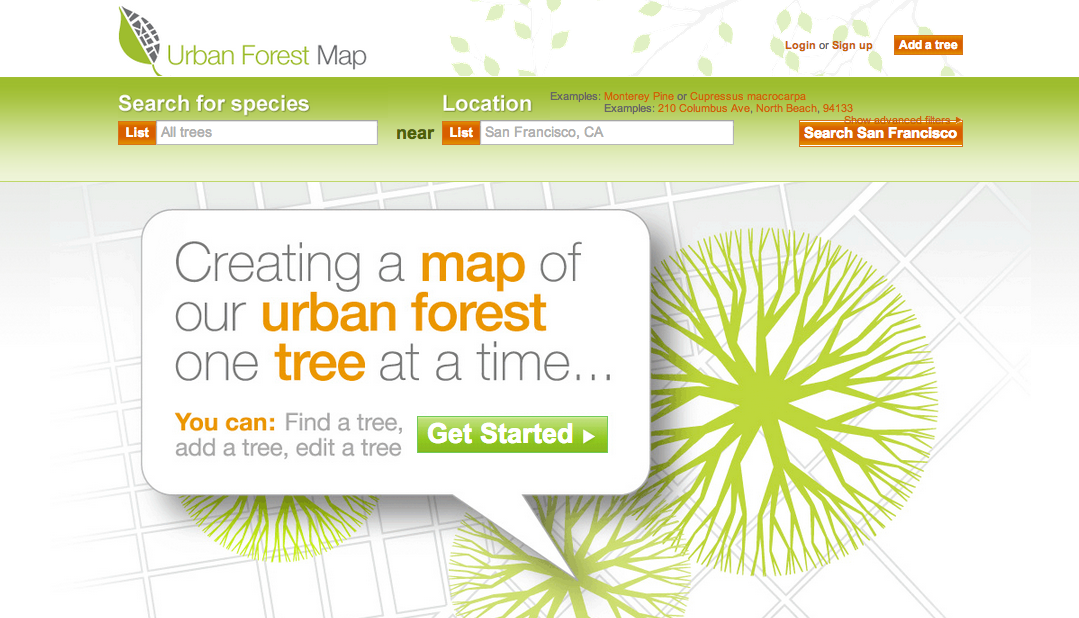 Urban Forest Map
Login or Sign up
Add a tree
Search for species
Location
Examples: Monterey Pine or Cupressus macrocarpa
Examples: 210 Columbus Ave, North Beach, 94133
Show advanced filters
List All trees
near
List San Francisco, CA
Search San Francisco
Creating a map of
our urban forest
one tree at a time...
You can: Find a tree,
add a tree, edit a tree
Get Started